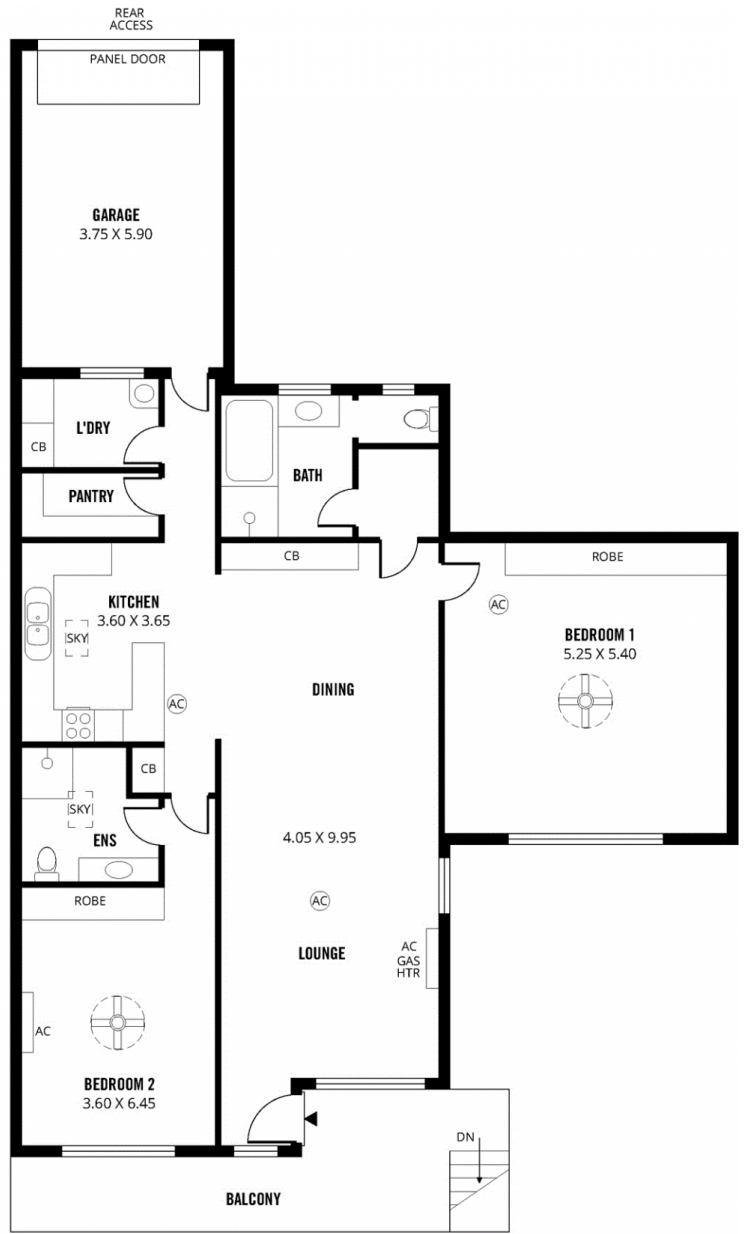 REAR
ACCESS
PANEL DOOR
GARAGE
3.75 X 5.90
L'DRY
CB
PANTRY
BATH
CB
ROBE
KITCHEN
3.60 X 3.65
SKY
AC
AC
BEDROOM 1
5.25 X 5.40
DINING
CB
SKY
ENS
4.05 X 9.95
ROBE
AC
LOUNGE
AC
GAS
HTR
AC
BEDROOM 2
3.60 X 6.45
DN
BALCONY